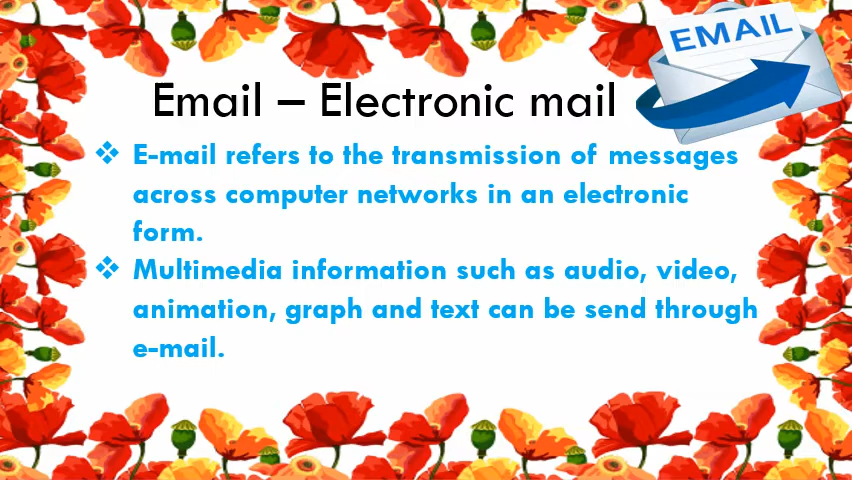 EMAIL
Email – Electronic mail
❖ E-mail refers to the transmission of messages
across computer networks in an electronic
form.
❖ Multimedia information such as audio, video,
animation, graph and text can be send through
e-mail.